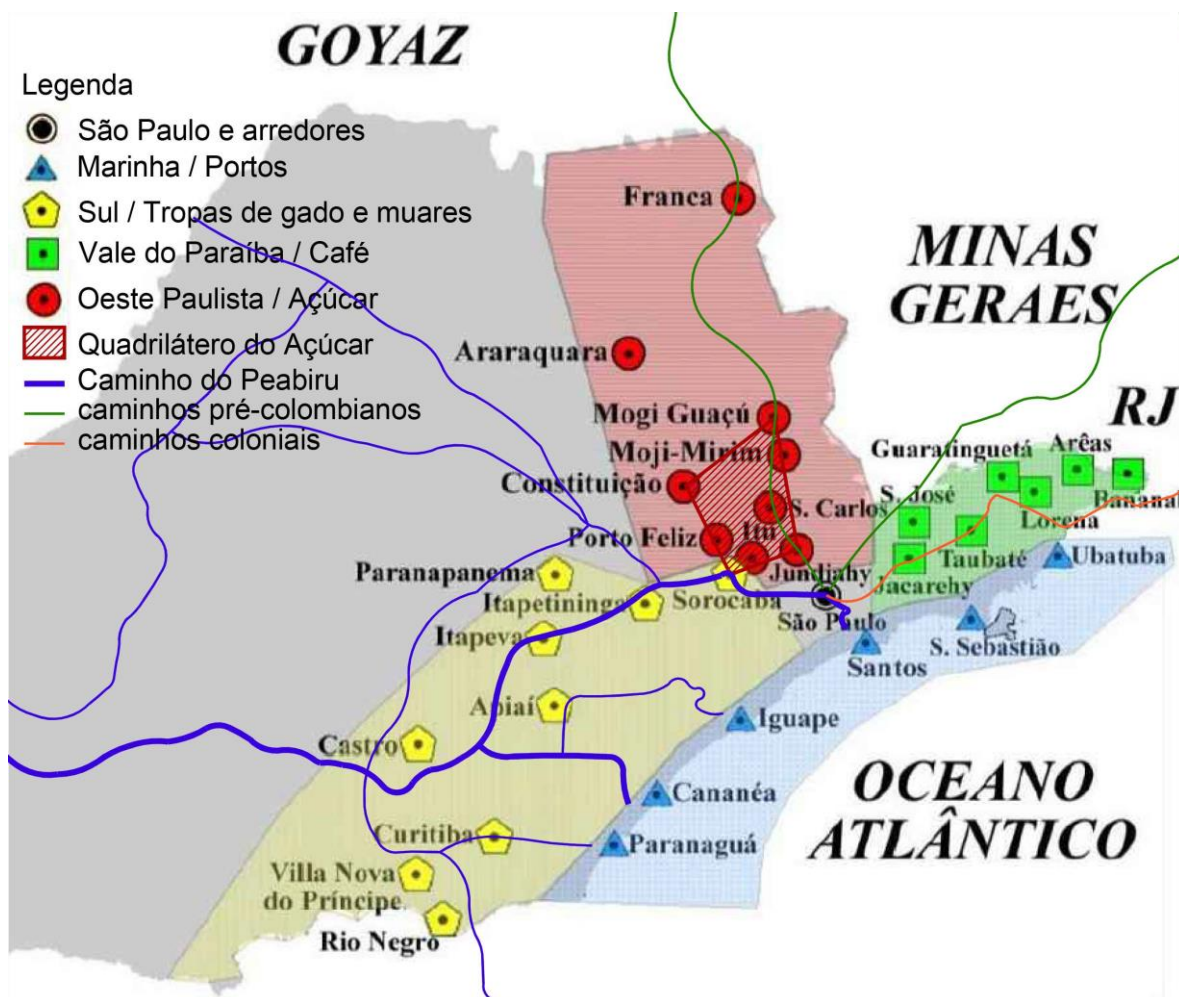 GOYAZ
Legenda
São Paulo e arredores
Marinha / Portos
Sul / Tropas de gado e muares
Vale do Paraíba / Café
Oeste Paulista / Açúcar
Quadrilátero do Açúcar
Caminho do Peabiru
caminhos pré-colombianos
caminhos coloniais
Franca
MINAS
GERAES
Araraquara
RJ
Mogi Guaçú
Moji-Mirim
Constituição
S. Carlos
Porto Feliz
Itú
Jundiahy
Guaratinguetá
Arêas
S. José
Bananal
Lorena
Taubaté
Jacarehy
Ubatuba
Paranapanema
Itapetininga
Sorocaba
São Paulo
Itapeva
Santos
S. Sebastião
Apiaí
Iguape
Castro
Cananéa
OCEANO
ATLÂNTICO
Curitiba
Paranaguá
Villa Nova
do Príncipe
Rio Negro